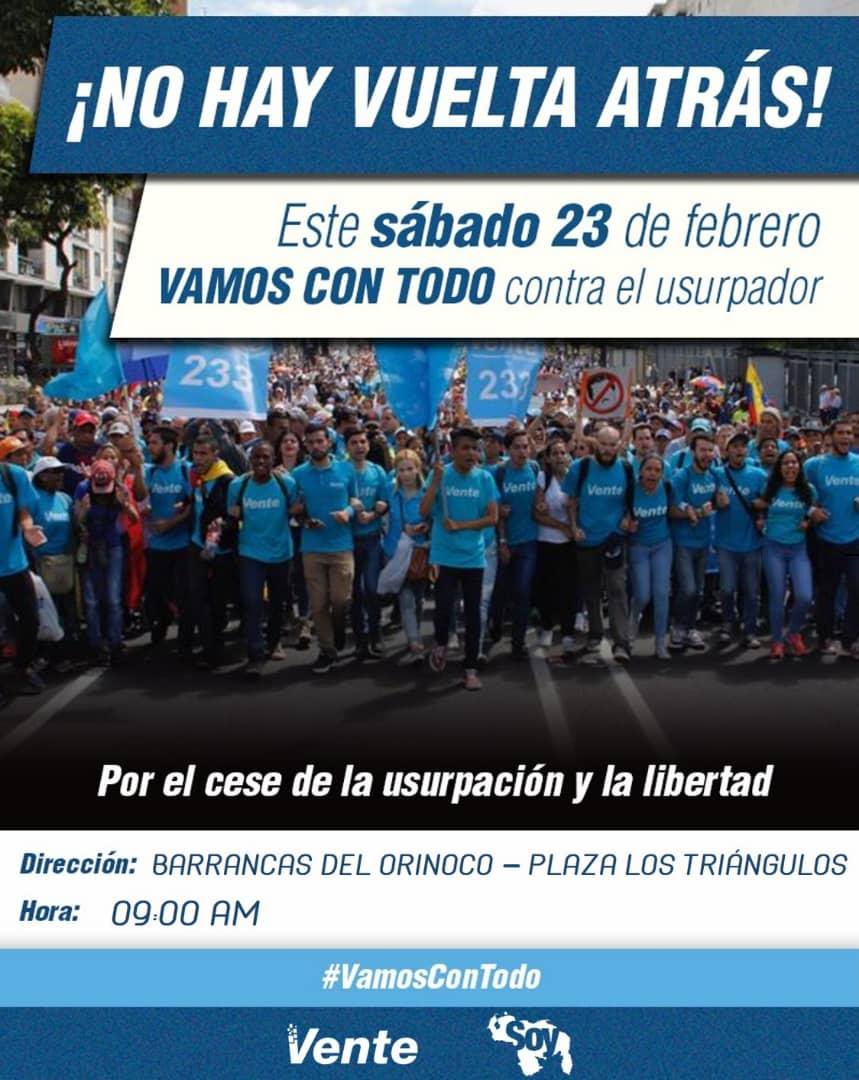 ¡NO HAY VUELTA ATRÁS!
Este sábado 23 de febrero
VAMOS CON TODO contra el usurpador
233
233
Vente
Vente
Vente
Vente
Vente
Vente
Vente
Por el cese de la usurpación y la libertad
Dirección: BARRANCAS DEL ORINOCO – PLAZA LOS TRIÁNGULOS
Hora: 09:00 AM
#VamosConTodo
Vente
Soy